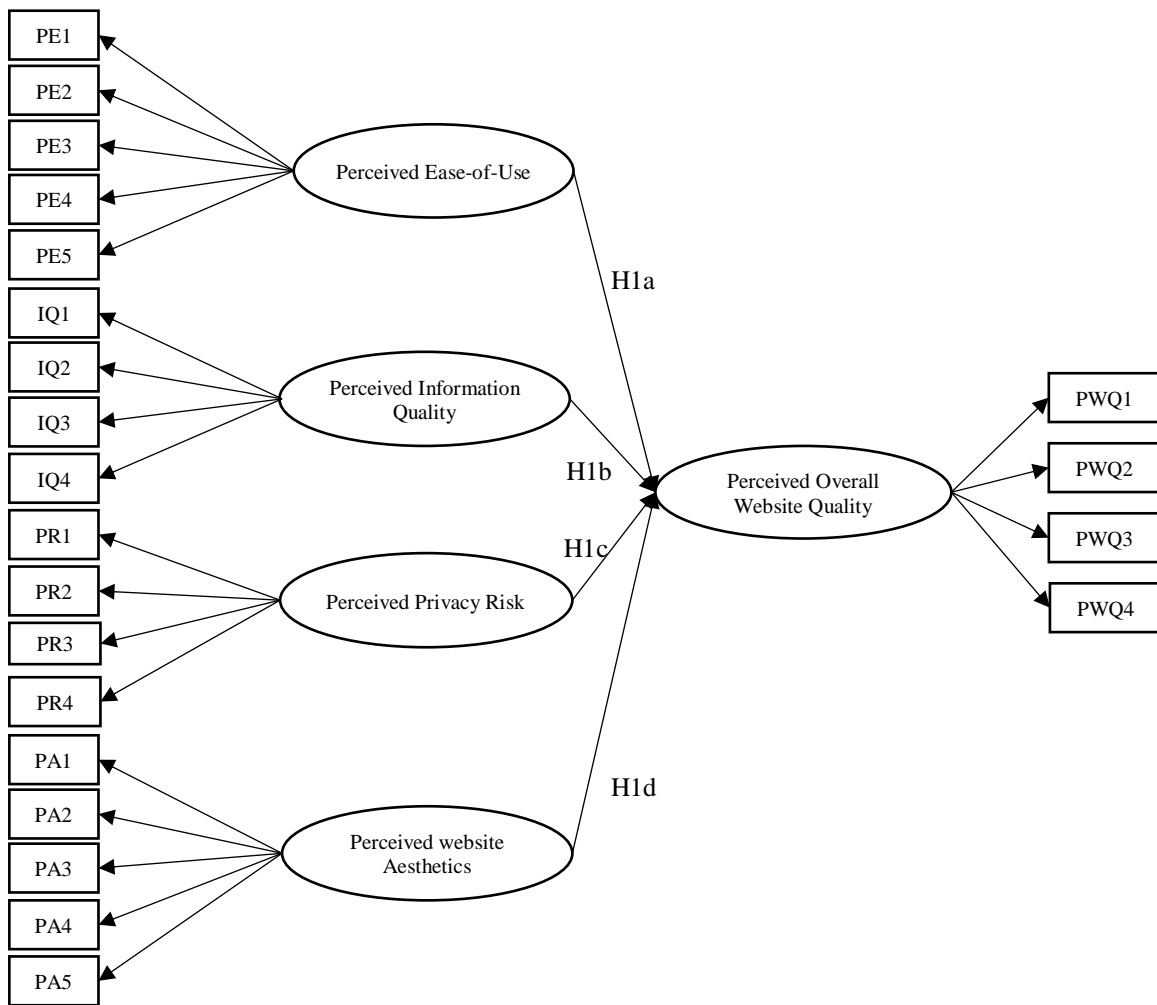 PE1
PE2
PE3
PE4
PE5
IQ1
IQ2
IQ3
IQ4
PR1
PR2
PR3
PR4
PA1
PA2
PA3
PA4
PA5
Perceived Ease-of-Use
Perceived Information
Quality
Perceived Privacy Risk
Perceived website
Aesthetics
H1a
H1b
H1c
H1d
Perceived Overall
Website Quality
PWQ1
PWQ2
PWQ3
PWQ4